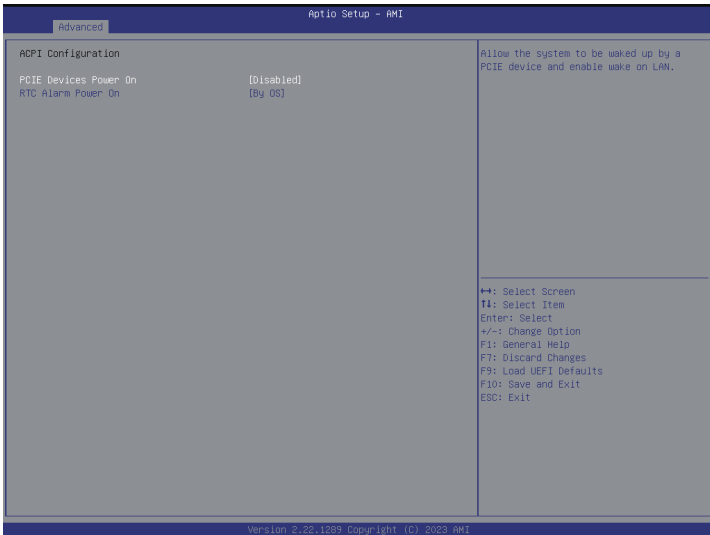 Aptio Setup - AMI
Advanced
ACPI Configuration
PCIE Devices Power On [Disabled]
RTC Alarm Power On [By OS]
Allow the system to be waked up by a
PCIE device and enable wake on LAN.
↔: Select Screen
↑↓: Select Item
Enter: Select
+/-: Change Option
F1: General Help
F7: Discard Changes
F9: Load UEFI Defaults
F10: Save and Exit
ESC: Exit
Version 2.22.1289 Copyright (C) 2023 AMI